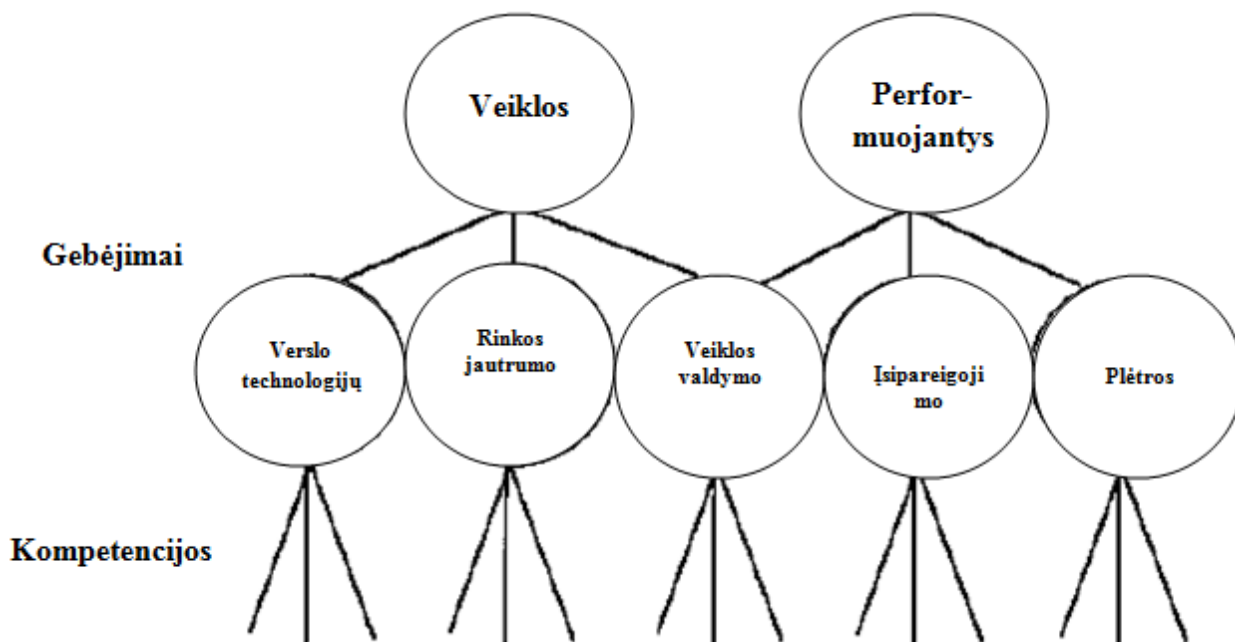 Veiklos
Perfor-
muojantys
Gebėjimai
Verslo
technologijų
Rinkos
jautrumo
Veiklos
valdymo
Įsipareigoji
mo
Plėtros
Kompetencijos